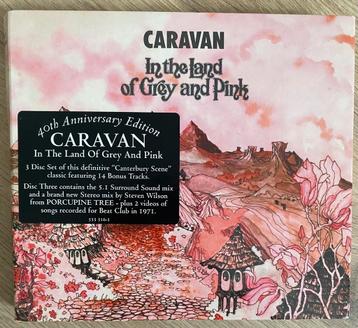 CARAVAN
In the Land
of Grey and Pink
40th Anniversary Edition
CARAVAN
In The Land Of Grey And Pink
3 Disc Set of this definitive "Canterbury Scene"
classic featuring 14 Bonus Tracks.
Disc Three contains the 5.1 Surround Sound mix
and a brand new Stereo mix by Steven Wilson
from PORCUPINE TREE - plus 2 videos of
songs recorded for Beat Club in 1971.
533 316-1